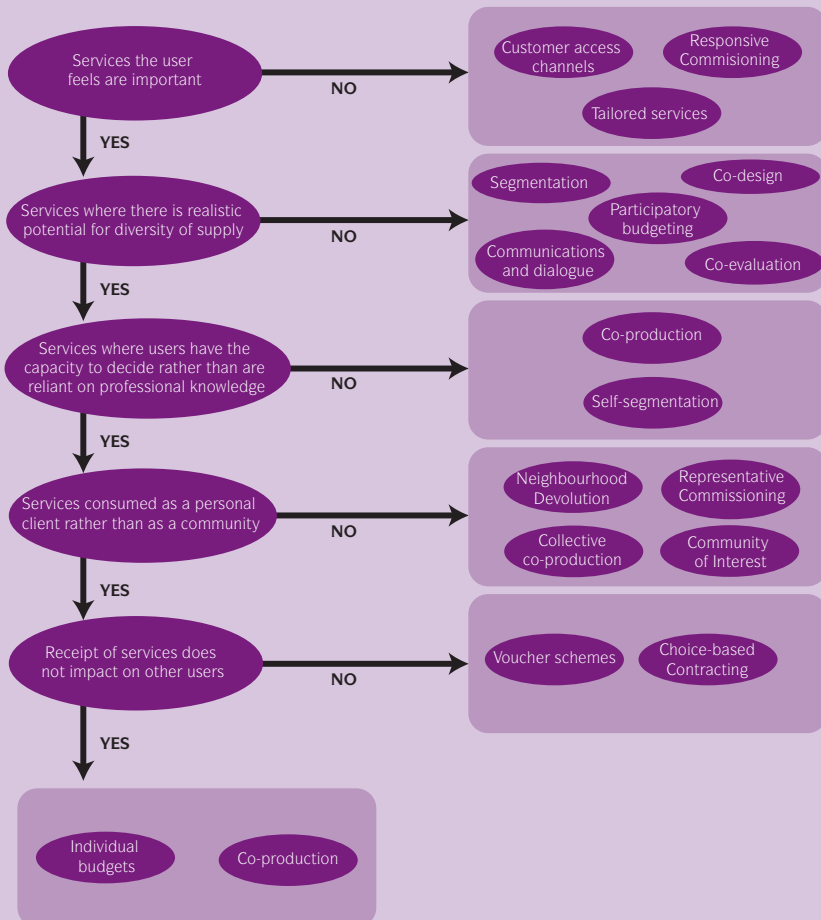 Services the user
feels are important
NO
Customer access
channels
Responsive
Commisioning
Tailored services
YES
Services where there is realistic
potential for diversity of supply
NO
Segmentation
Co-design
Participatory
budgeting
Communications
and dialogue
Co-evaluation
YES
Services where users have the
capacity to decide rather than are
reliant on professional knowledge
NO
Co-production
Self-segmentation
YES
Services consumed as a personal
client rather than as a community
NO
Neighbourhood
Devolution
Representative
Commissioning
Collective
co-production
Community
of Interest
YES
Receipt of services does
not impact on other users
NO
Voucher schemes
Choice-based
Contracting
YES
Individual
budgets
Co-production